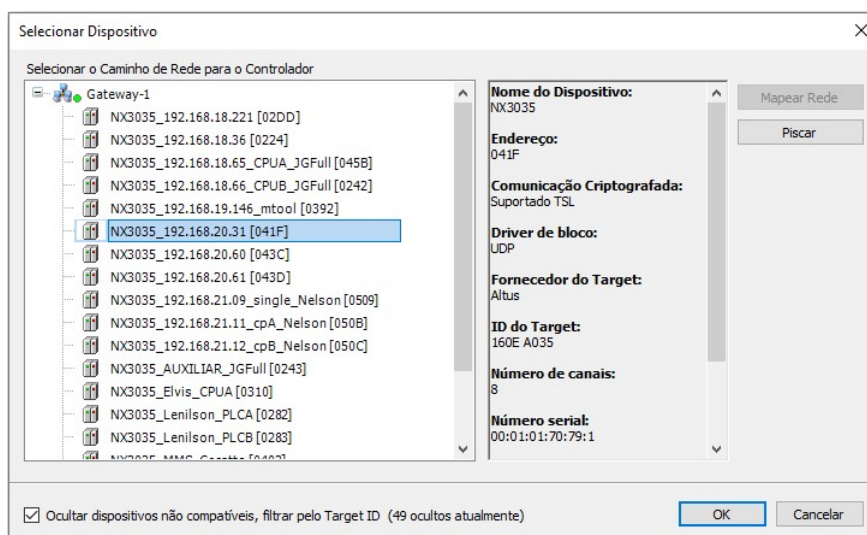 Selecionar Dispositivo
Selecionar o Caminho de Rede para o Controlador
Gateway-1
NX3035_192.168.18.221 [02DD]
NX3035_192.168.18.36 [0224]
NX3035_192.168.18.65_CPUA_JGFull [045B]
NX3035_192.168.18.66_CPUB_JGFull [0242]
NX3035_192.168.19.146_mtool [0392]
NX3035_192.168.20.31 [041F]
NX3035_192.168.20.60 [043C]
NX3035_192.168.20.61 [043D]
NX3035_192.168.21.09_single_Nelson [0509]
NX3035_192.168.21.11_cpA_Nelson [050B]
NX3035_192.168.21.12_cpB_Nelson [050C]
NX3035_AUXILIAR_JGFull [0243]
NX3035_Elvis_CPUA [0310]
NX3035_Lenilson_PLCA [0282]
NX3035_Lenilson_PLCB [0283]
Nome do Dispositivo:
NX3035
Endereço:
041F
Comunicação Criptografada:
Suportado TSL
Driver de bloco:
UDP
Fornecedor do Target:
Altus
ID do Target:
160E A035
Número de canais:
8
Número serial:
00:01:01:70:79:1
Mapear Rede
Piscar
Ocultar dispositivos não compatíveis, filtrar pelo Target ID (49 ocultos atualmente)
OK
Cancelar